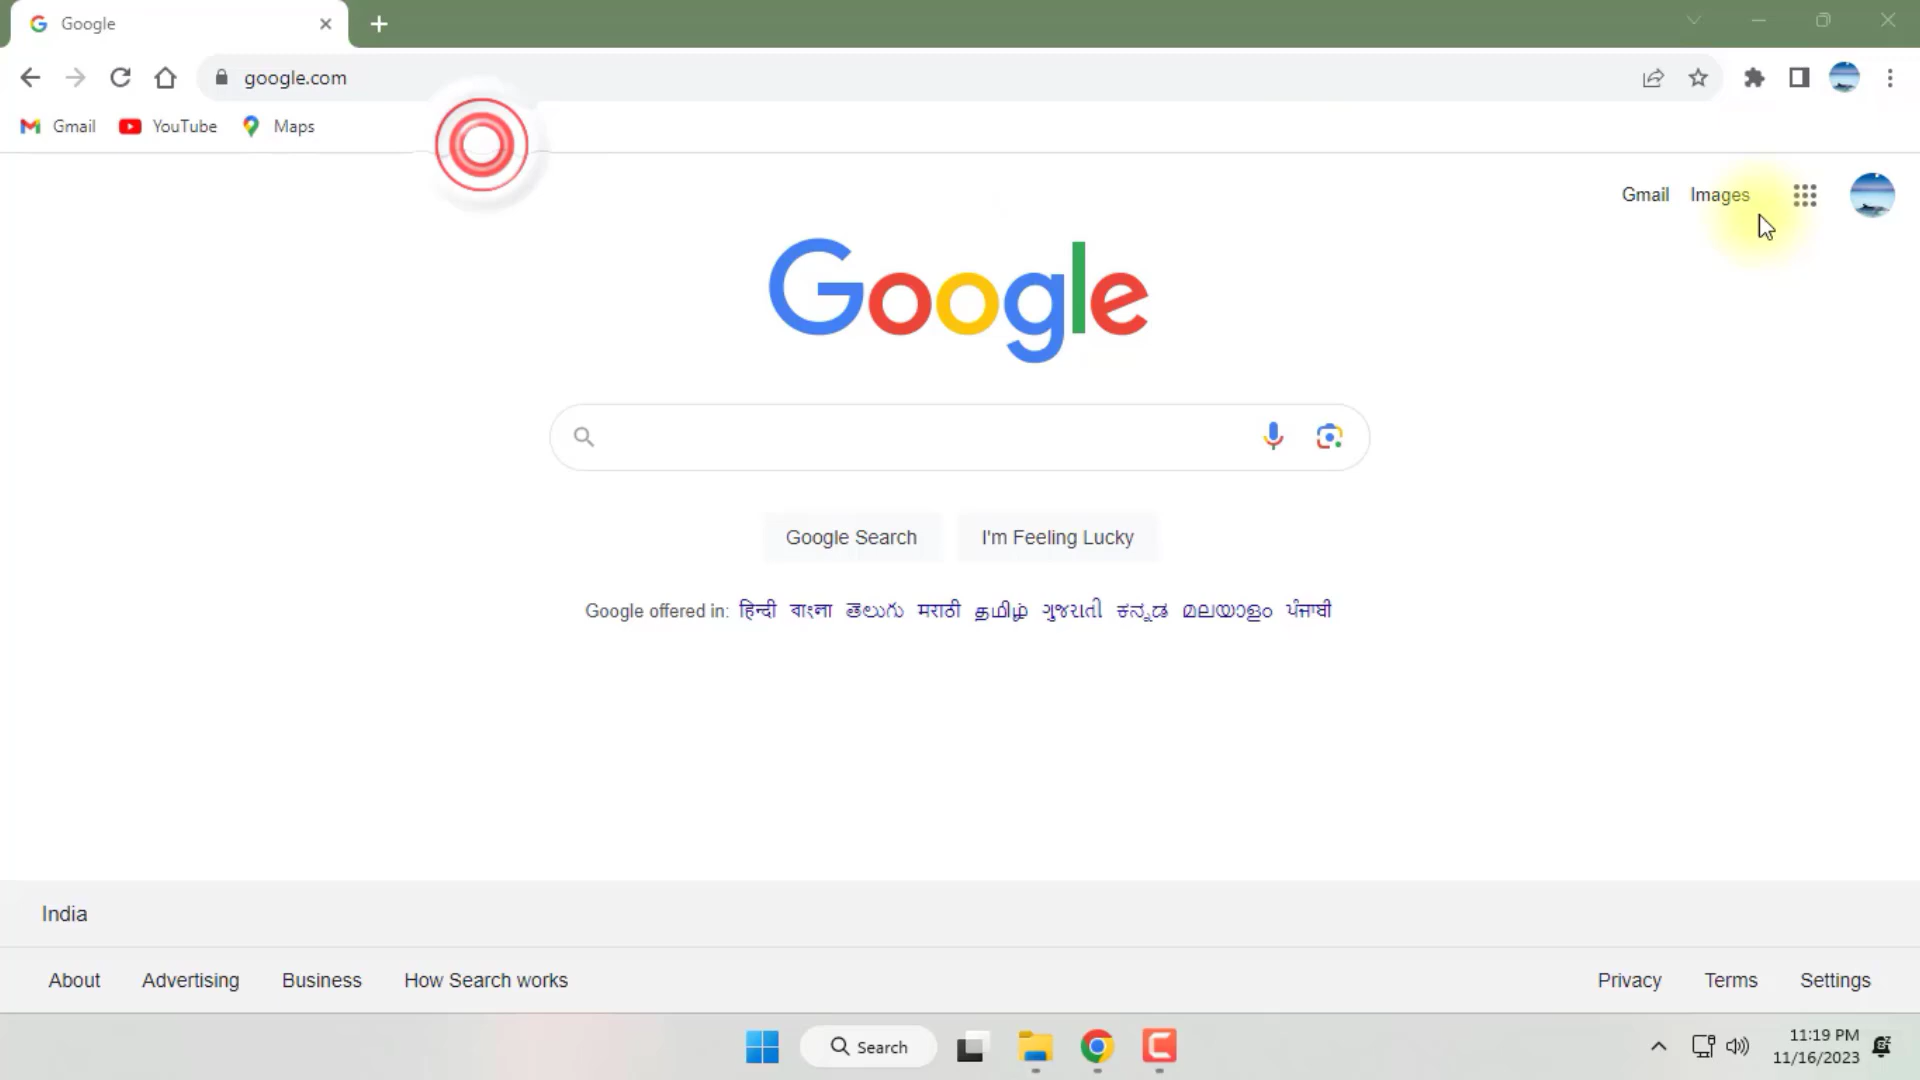 Google
google.com
Gmail YouTube Maps
Gmail Images
Google
Google Search I'm Feeling Lucky
Google offered in: हिन्दी বাংলা తెలుగు मराठी தமிழ் ગુજરાતી ಕನ್ನಡ മലയാളം ਪੰਜਾਬੀ
India
About Advertising Business How Search works Privacy Terms Settings
Search
11:19 PM
11/16/2023